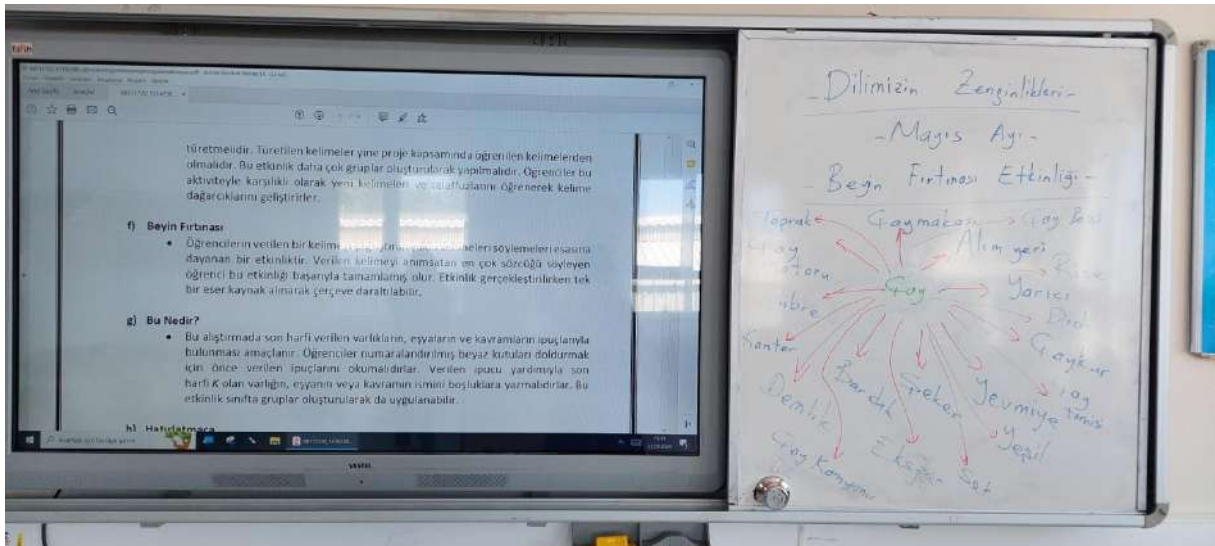 türetmelidir. Türetilen kelimeler yine proje kapsamında öğrenilen kelimelerden
olmalıdır. Bu etkinlik daha çok gruplar oluşturularak yapılmalıdır. Öğrenciler bu
aktiviteyle karşılıklı olarak yeni kelimeleri ve telaffuzlarını öğrenerek kelime
dağarcıklarını geliştirirler.
f) Beyin Fırtınası
• Öğrencilerin verilen bir kelimeyi söylemeleri esasına
dayanan bir etkinliktir. Verilen kelimeyi anımsatan en çok sözcüğü söyleyen
öğrenci bu etkinliği başarıyla tamamlamış olur. Etkinlik gerçekleştirilirken tek
bir eser kaynak alınarak çerçeve daraltılabilir.
g) Bu Nedir?
• Bu alıştırmada son harfi verilen varlıkların, eşyaların ve kavramların ipuçlarıyla
bulunması amaçlanır. Öğrenciler numaralandırılmış beyaz kutuları doldurmak
için önce verilen ipuçlarını okumalıdırlar. Verilen ipucu yardımıyla son
harfi K olan varlığın, eşyanın veya kavramın ismini boşluklara yazmalıdırlar. Bu
etkinlik sınıfta gruplar oluşturularak da uygulanabilir.
h) Hatırlatmaca
VESTEL
- Dilimizin Zenginlikleri -
- Mayıs Ayı -
- Beyin Fırtınası Etkinliği -
Toprak
Çaymakası
Çay
Alım yeri
Rize
Çay
Yarıcı
Kantar
Çaykur
Demlik
Bardak
Şeker
Yevmiye
Çay
Yeşil
Çay Kamyonu
Set